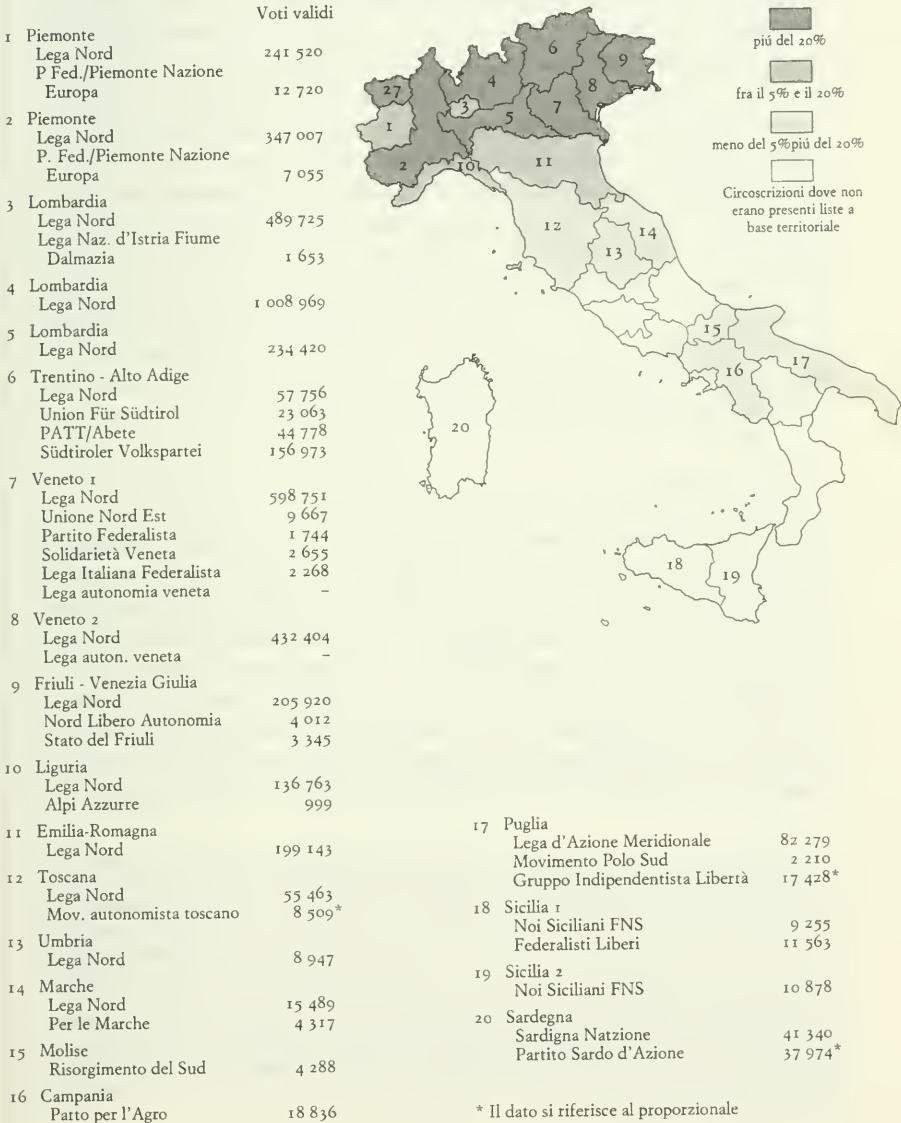 Voti validi
1 Piemonte
Lega Nord 241 520
P Fed./Piemonte Nazione
Europa 12 720
2 Piemonte
Lega Nord 347 007
P. Fed./Piemonte Nazione
Europa 7 055
3 Lombardia
Lega Nord 489 725
Lega Naz. d'Istria Fiume
Dalmazia 1 653
4 Lombardia
Lega Nord 1 008 969
5 Lombardia
Lega Nord 234 420
6 Trentino - Alto Adige
Lega Nord 57 756
Union Für Südtirol 23 063
PATT/Abete 44 778
Südtiroler Volkspartei 156 973
7 Veneto 1
Lega Nord 598 751
Unione Nord Est 9 667
Partito Federalista 1 744
Solidarietà Veneta 2 655
Lega Italiana Federalista 2 268
Lega autonomia veneta –
8 Veneto 2
Lega Nord 432 404
Lega auton. veneta –
9 Friuli - Venezia Giulia
Lega Nord 205 920
Nord Libero Autonomia 4 012
Stato del Friuli 3 345
10 Liguria
Lega Nord 136 763
Alpi Azzurre 999
11 Emilia-Romagna
Lega Nord 199 143
12 Toscana
Lega Nord 55 463
Mov. autonomista toscano 8 509*
13 Umbria
Lega Nord 8 947
14 Marche
Lega Nord 15 489
Per le Marche 4 317
15 Molise
Risorgimento del Sud 4 288
16 Campania
Patto per l'Agro 18 836
17 Puglia
Lega d'Azione Meridionale 82 279
Movimento Polo Sud 2 210
Gruppo Indipendentista Libertà 17 428*
18 Sicilia 1
Noi Siciliani FNS 9 255
Federalisti Liberi 11 563
19 Sicilia 2
Noi Siciliani FNS 10 878
20 Sardegna
Sardigna Natzione 41 340
Partito Sardo d'Azione 37 974*
* Il dato si riferisce al proporzionale
piú del 20%
fra il 5% e il 20%
meno del 5%piú del 20%
Circoscrizioni dove non
erano presenti liste a
base territoriale
6
9
27
4
8
3
7
5
1
2
10
11
12
13
14
15
16
17
20
18
19